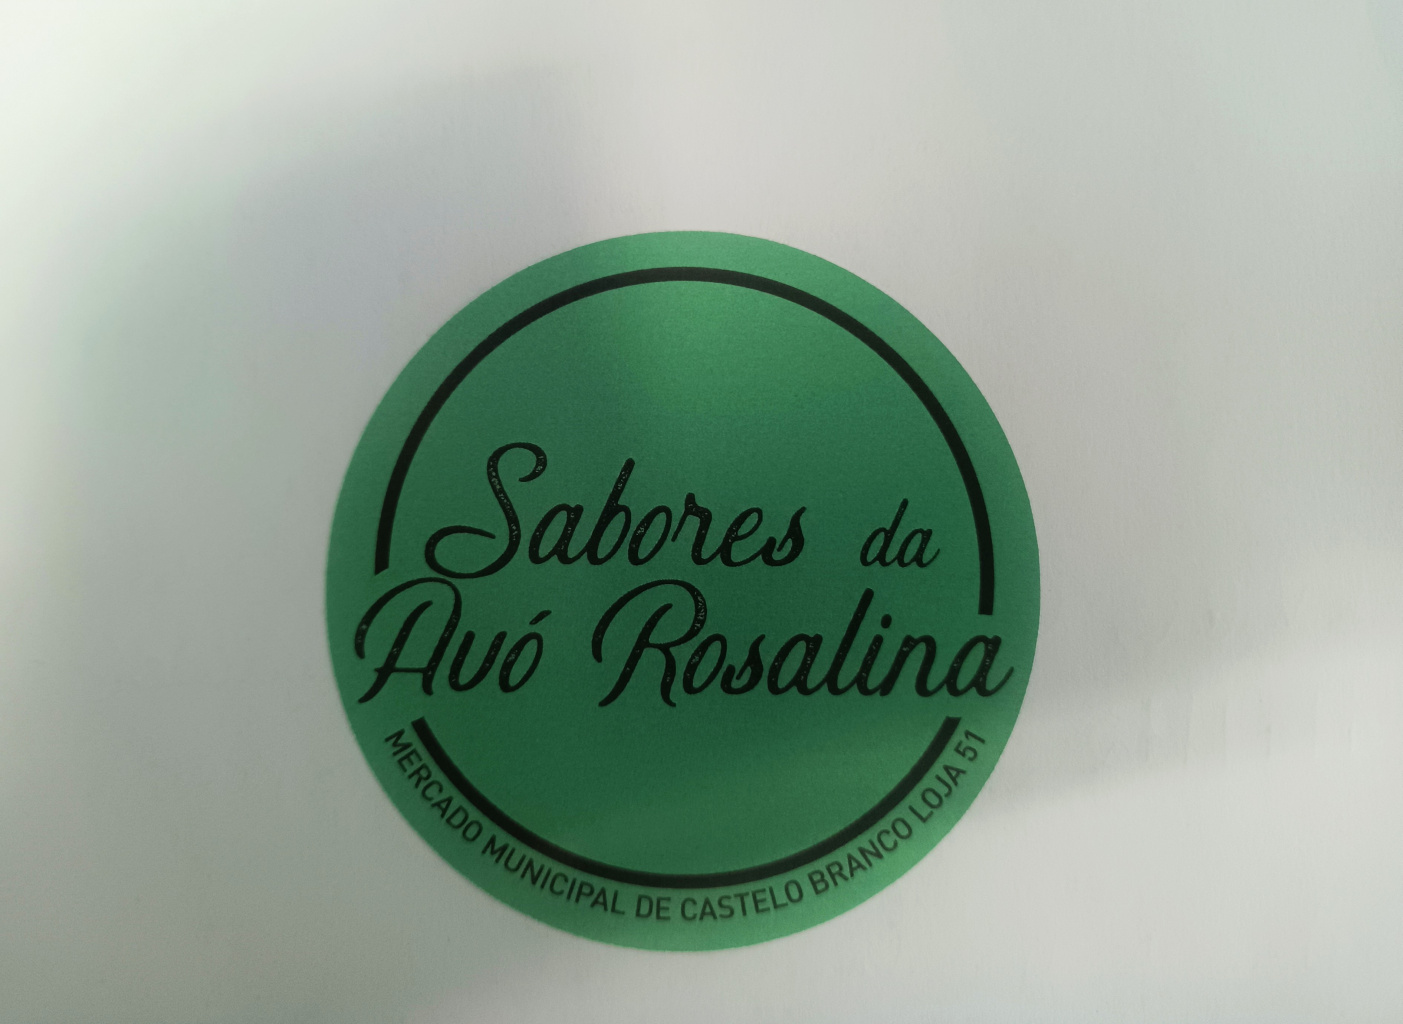 Sabores da
Avó Rosalina
MERCADO MUNICIPAL DE CASTELO BRANCO LOJA 51